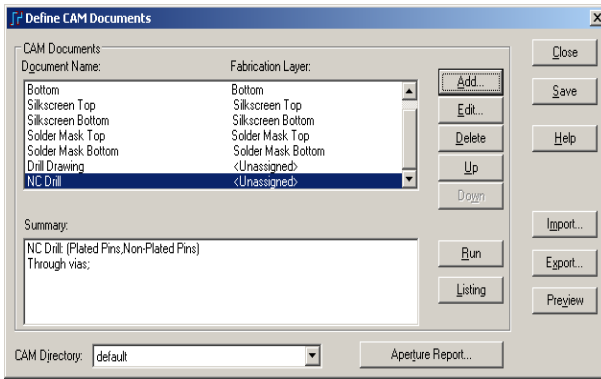 Define CAM Documents
CAM Documents
Document Name: Fabrication Layer:
Bottom Bottom
Silkscreen Top Silkscreen Top
Silkscreen Bottom Silkscreen Bottom
Solder Mask Top Solder Mask Top
Solder Mask Bottom Solder Mask Bottom
Drill Drawing <Unassigned>
NC Drill <Unassigned>
Add...
Edit...
Delete
Up
Down
Close
Save
Help
Summary:
NC Drill: (Plated Pins,Non-Plated Pins)
Through vias;
Run
Listing
Import...
Export...
Preview
CAM Directory: default
Aperture Report...